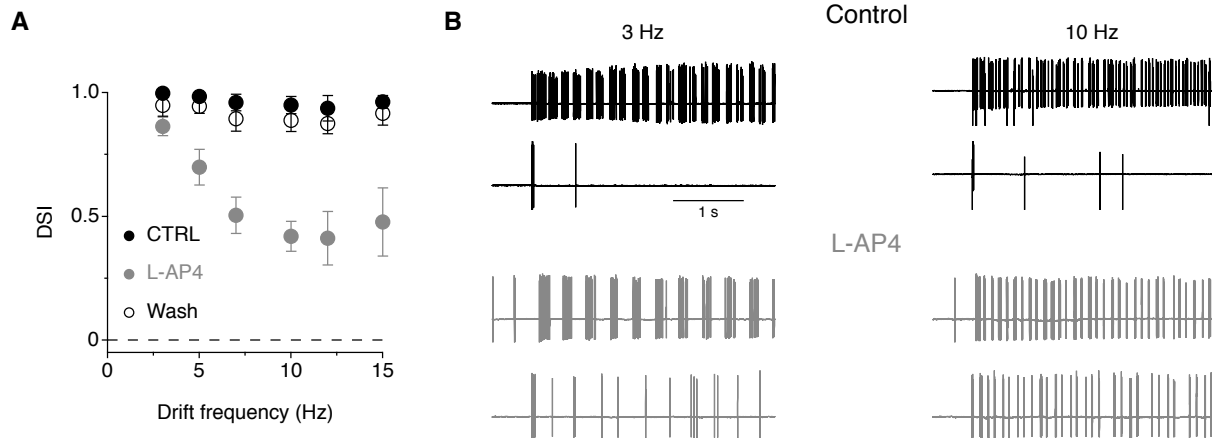 A
1.0
0.5
0
DSI
CTRL
L-AP4
Wash
0 5 10 15
Drift frequency (Hz)
B
Control
3 Hz 10 Hz
1 s
L-AP4